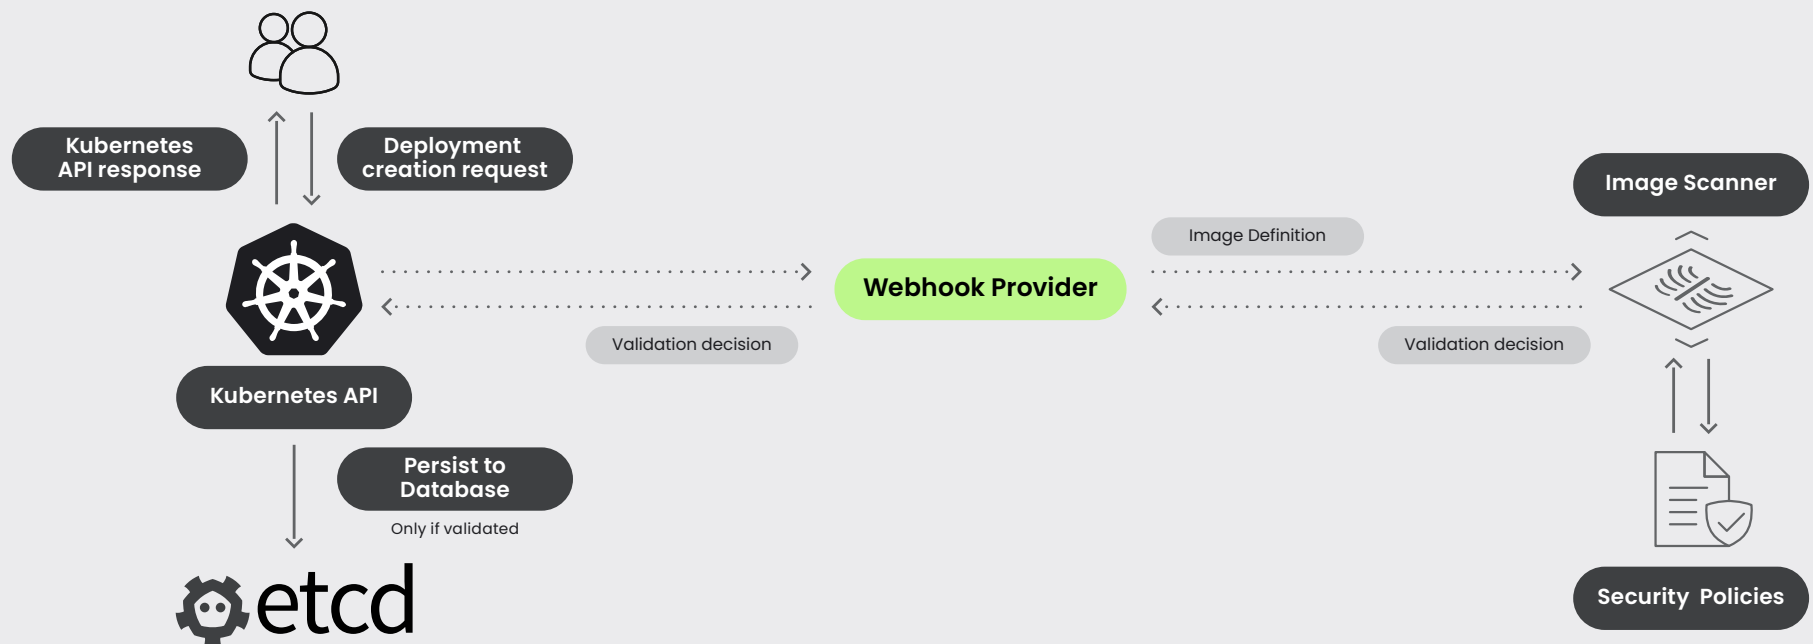 Kubernetes
API response
Deployment
creation request
Image Scanner
Image Definition
Webhook Provider
Validation decision
Validation decision
Kubernetes API
Persist to
Database
Only if validated
etcd
Security Policies